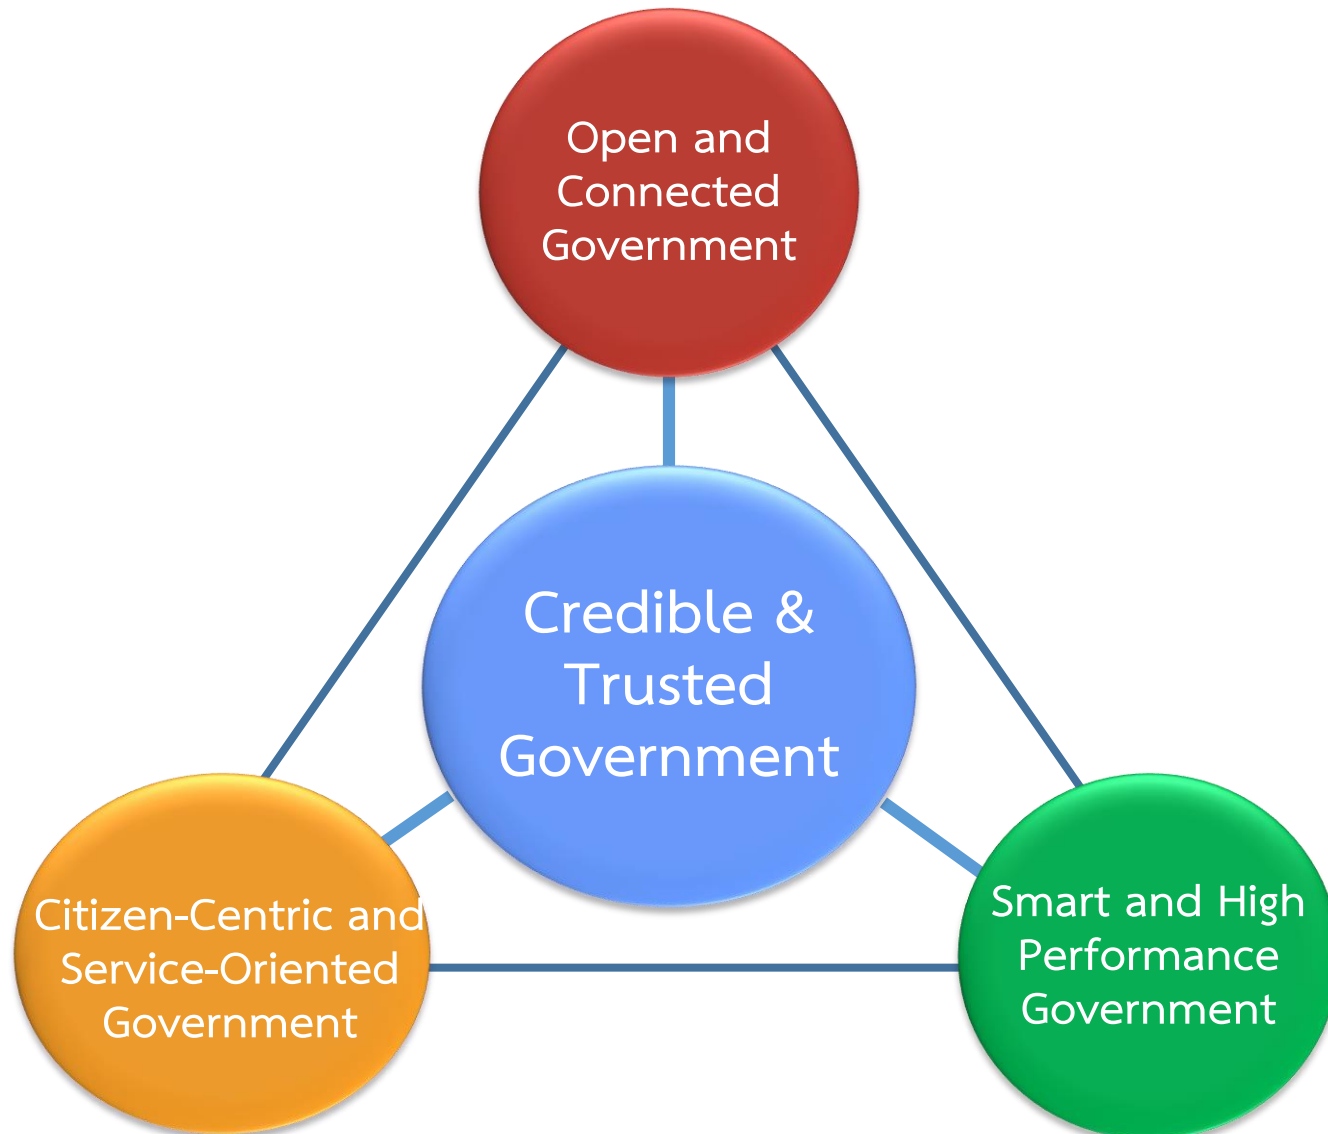 Open and
Connected
Government
Credible &
Trusted
Government
Citizen-Centric and
Service-Oriented
Government
Smart and High
Performance
Government